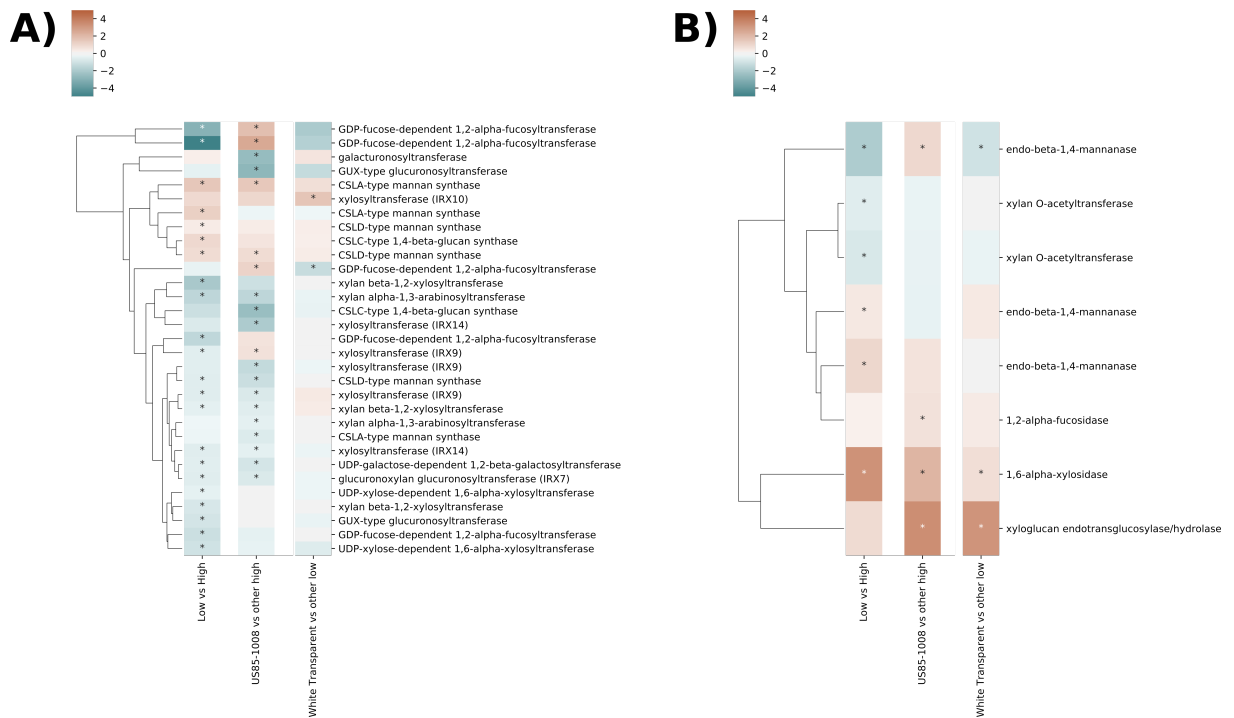 A)
4
2
0
−2
−4
GDP-fucose-dependent 1,2-alpha-fucosyltransferase
GDP-fucose-dependent 1,2-alpha-fucosyltransferase
galacturonosyltransferase
GUX-type glucuronosyltransferase
CSLA-type mannan synthase
xylosyltransferase (IRX10)
CSLA-type mannan synthase
CSLD-type mannan synthase
CSLC-type 1,4-beta-glucan synthase
CSLD-type mannan synthase
GDP-fucose-dependent 1,2-alpha-fucosyltransferase
xylan beta-1,2-xylosyltransferase
xylan alpha-1,3-arabinosyltransferase
CSLC-type 1,4-beta-glucan synthase
xylosyltransferase (IRX14)
GDP-fucose-dependent 1,2-alpha-fucosyltransferase
xylosyltransferase (IRX9)
xylosyltransferase (IRX9)
CSLD-type mannan synthase
xylosyltransferase (IRX9)
xylan beta-1,2-xylosyltransferase
xylan alpha-1,3-arabinosyltransferase
CSLA-type mannan synthase
xylosyltransferase (IRX14)
UDP-galactose-dependent 1,2-beta-galactosyltransferase
glucuronoxylan glucuronosyltransferase (IRX7)
UDP-xylose-dependent 1,6-alpha-xylosyltransferase
xylan beta-1,2-xylosyltransferase
GUX-type glucuronosyltransferase
GDP-fucose-dependent 1,2-alpha-fucosyltransferase
UDP-xylose-dependent 1,6-alpha-xylosyltransferase
Low vs High
US85-1008 vs other high
White Transparent vs other low
B)
4
2
0
−2
−4
endo-beta-1,4-mannanase
xylan O-acetyltransferase
xylan O-acetyltransferase
endo-beta-1,4-mannanase
endo-beta-1,4-mannanase
1,2-alpha-fucosidase
1,6-alpha-xylosidase
xyloglucan endotransglucosylase/hydrolase
Low vs High
US85-1008 vs other high
White Transparent vs other low